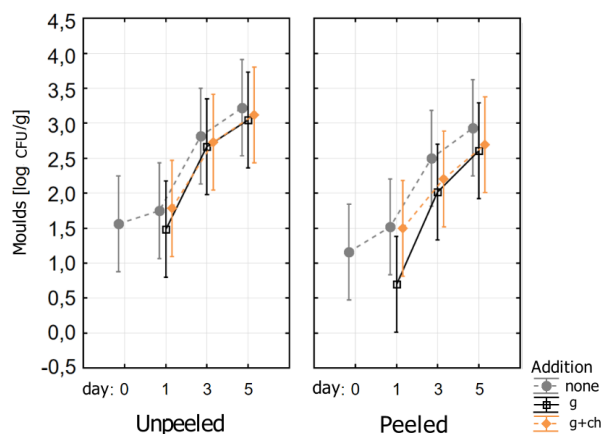 Moulds [log CFU/g]
4,5
4,0
3,5
3,0
2,5
2,0
1,5
1,0
0,5
0,0
-0,5
day: 0 1 3 5 0 1 3 5
Unpeeled Peeled
Addition
none
g
g+ch